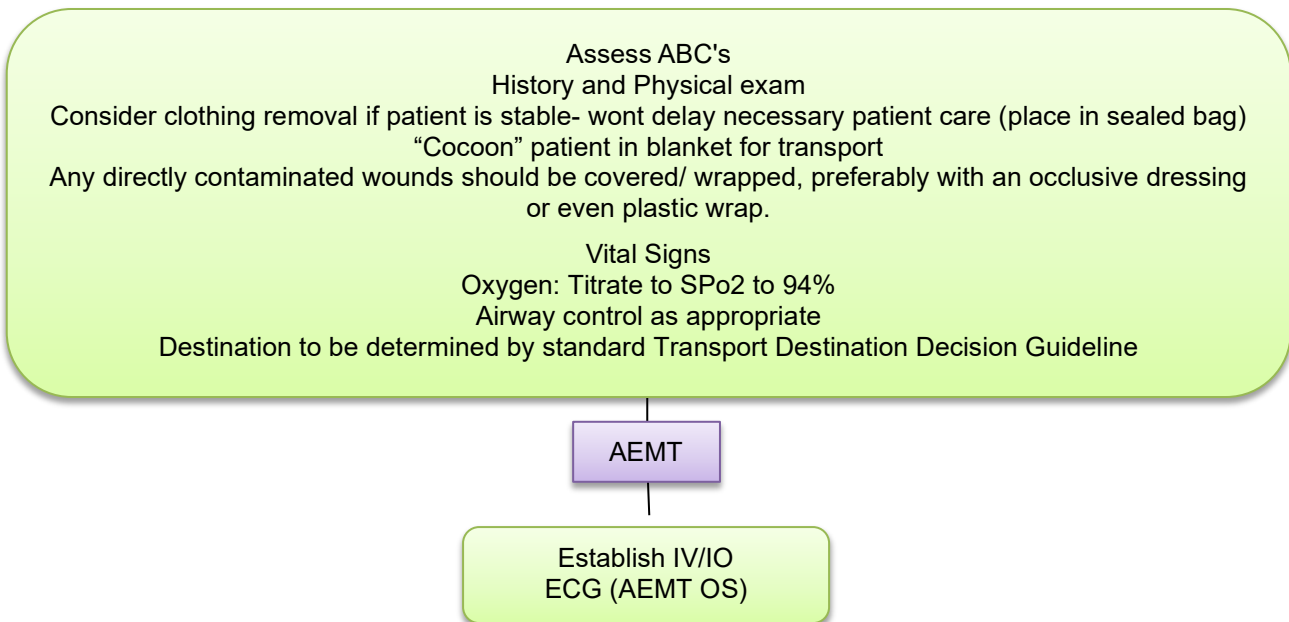 Assess ABC's
History and Physical exam
Consider clothing removal if patient is stable- wont delay necessary patient care (place in sealed bag)
“Cocoon” patient in blanket for transport
Any directly contaminated wounds should be covered/ wrapped, preferably with an occlusive dressing
or even plastic wrap.
Vital Signs
Oxygen: Titrate to SPo2 to 94%
Airway control as appropriate
Destination to be determined by standard Transport Destination Decision Guideline
AEMT
Establish IV/IO
ECG (AEMT OS)